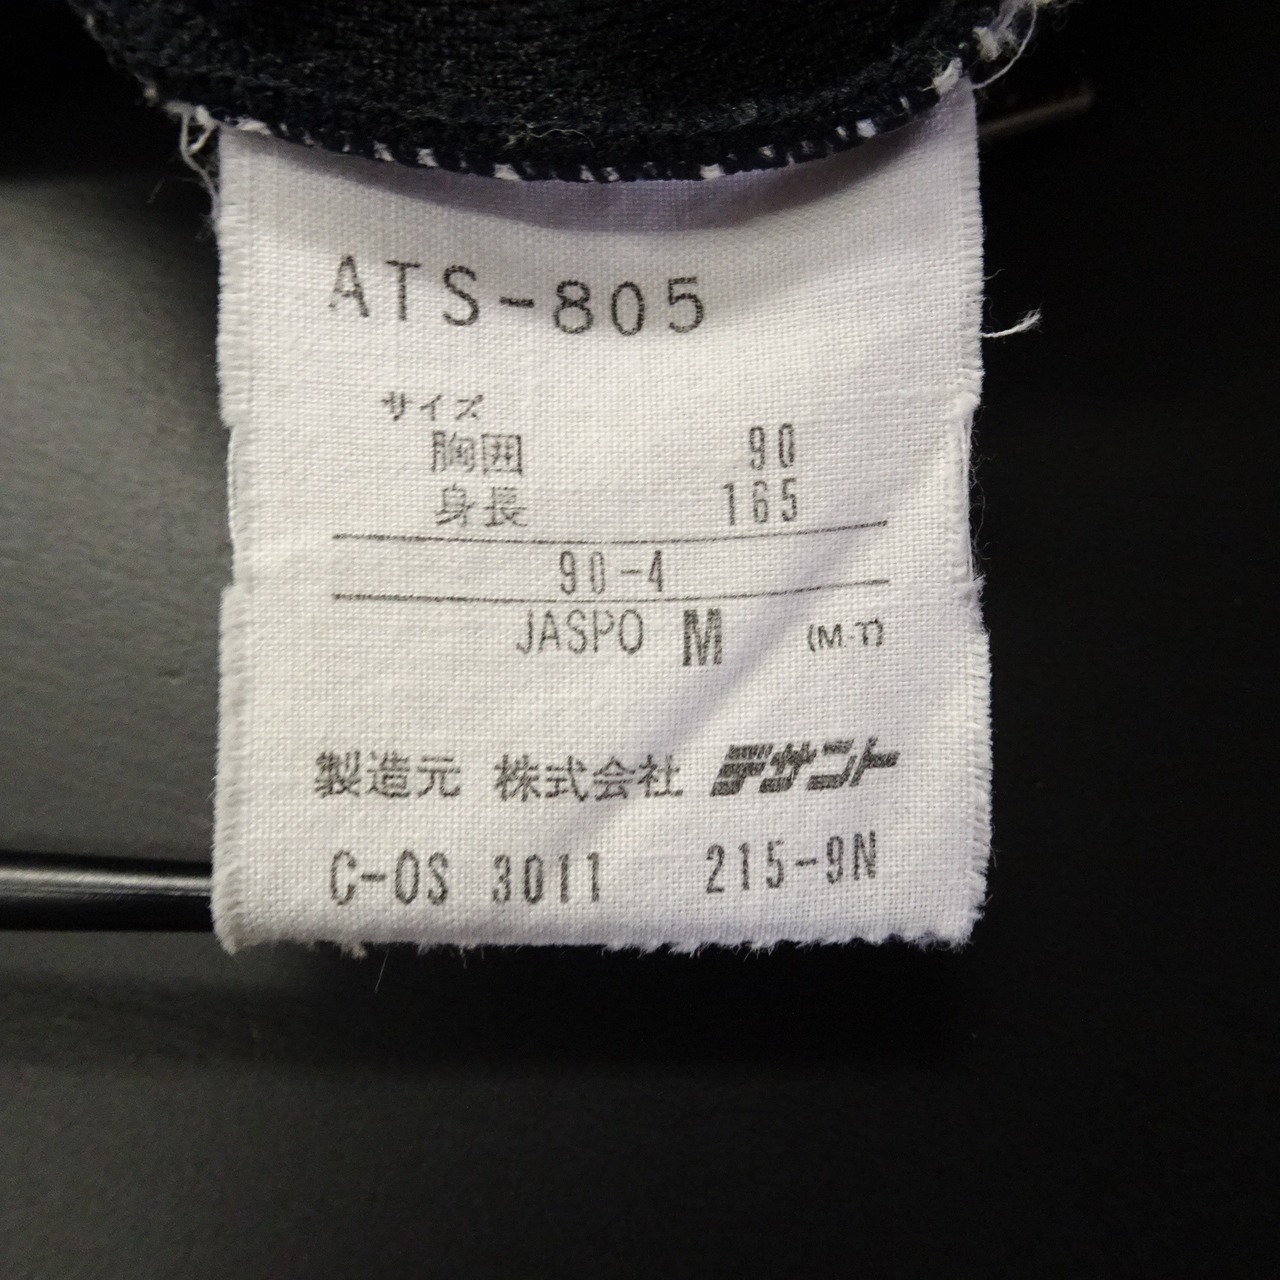 ATS-805
サイズ
胸囲 90
身長 165
90-4
JASPO M (M-T)
製造元 株式会社 デサント
C-OS 3011 215-9N